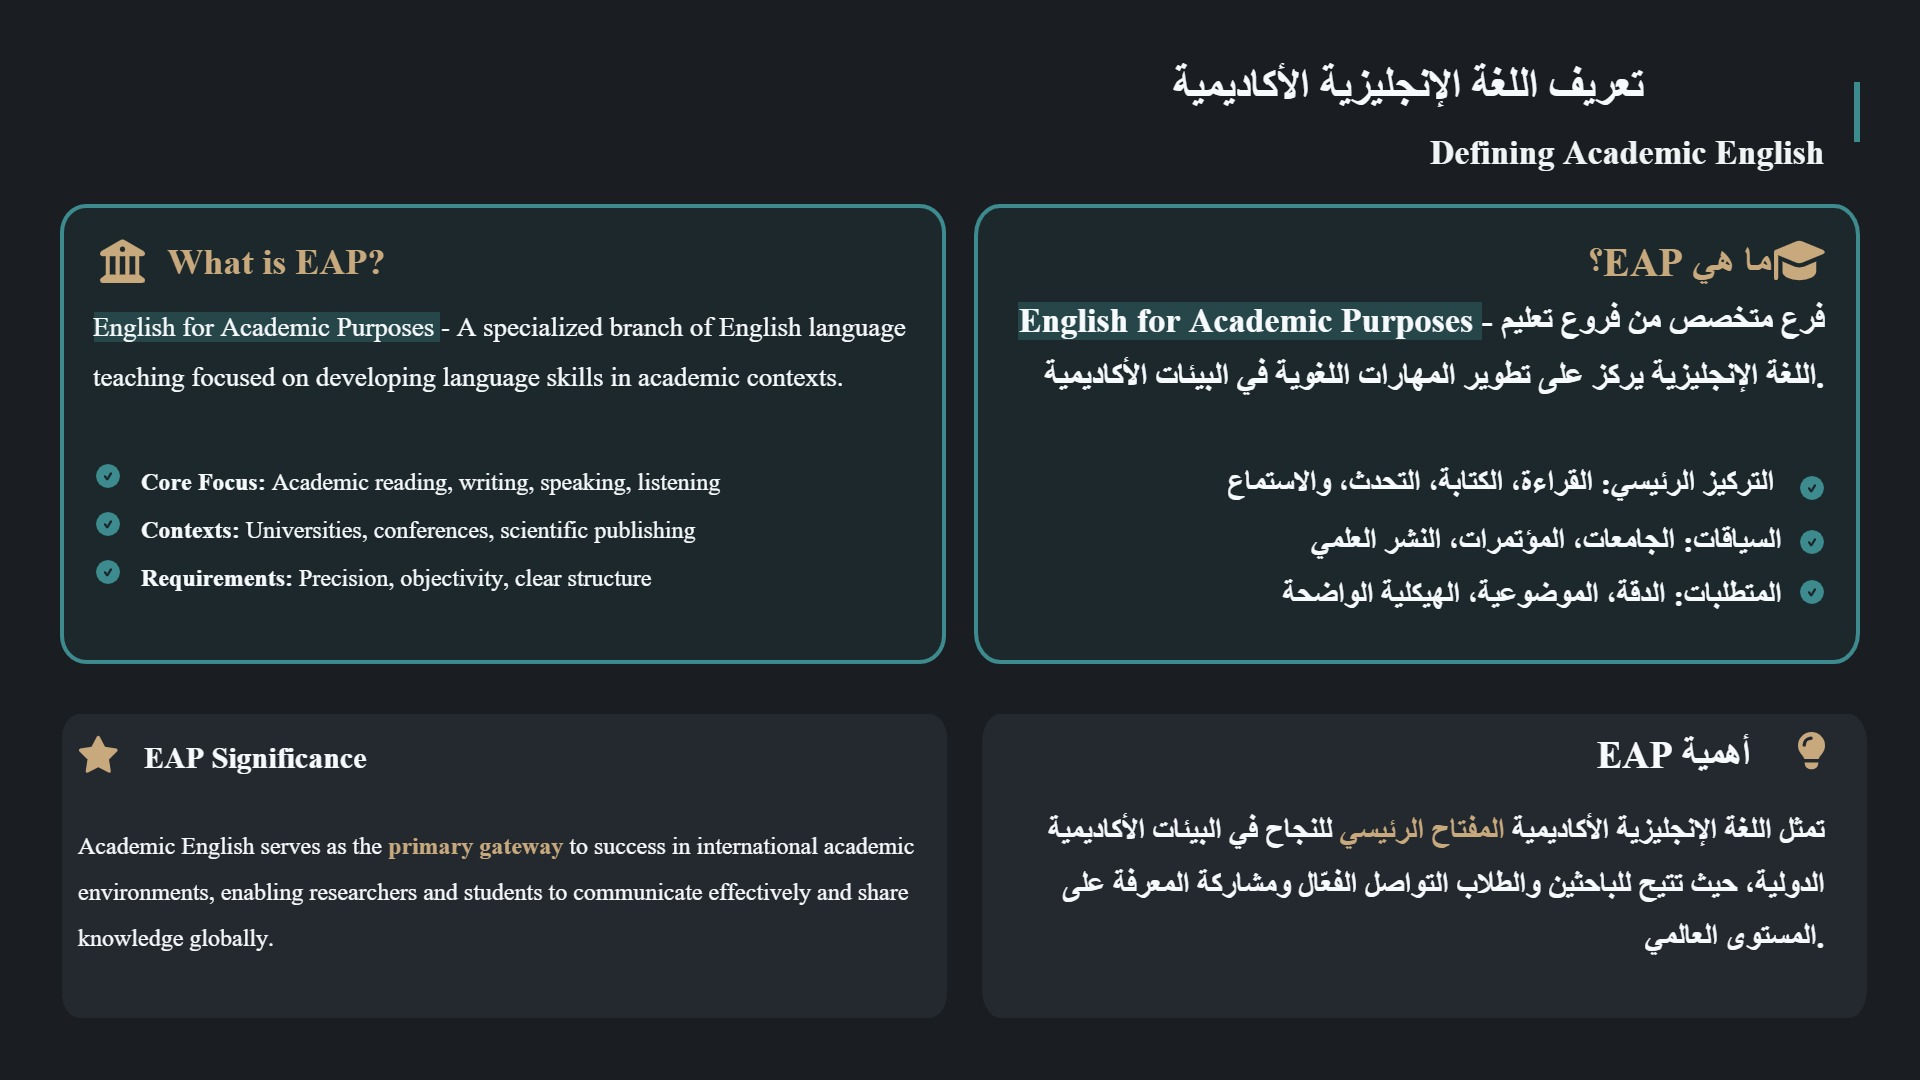 تعريف اللغة الإنجليزية الأكاديمية
Defining Academic English
What is EAP?
English for Academic Purposes - A specialized branch of English language
teaching focused on developing language skills in academic contexts.
Core Focus: Academic reading, writing, speaking, listening
Contexts: Universities, conferences, scientific publishing
Requirements: Precision, objectivity, clear structure
ما هي EAP؟
فرع متخصص من فروع تعليم - English for Academic Purposes
.اللغة الإنجليزية يركز على تطوير المهارات اللغوية في البيئات الأكاديمية
التركيز الرئيسي: القراءة، الكتابة، التحدث، والاستماع
السياقات: الجامعات، المؤتمرات، النشر العلمي
المتطلبات: الدقة، الموضوعية، الهيكلية الواضحة
EAP Significance
Academic English serves as the primary gateway to success in international academic
environments, enabling researchers and students to communicate effectively and share
knowledge globally.
أهمية EAP
تمثل اللغة الإنجليزية الأكاديمية المفتاح الرئيسي للنجاح في البيئات الأكاديمية
الدولية، حيث تتيح للباحثين والطلاب التواصل الفعّال ومشاركة المعرفة على
.المستوى العالمي